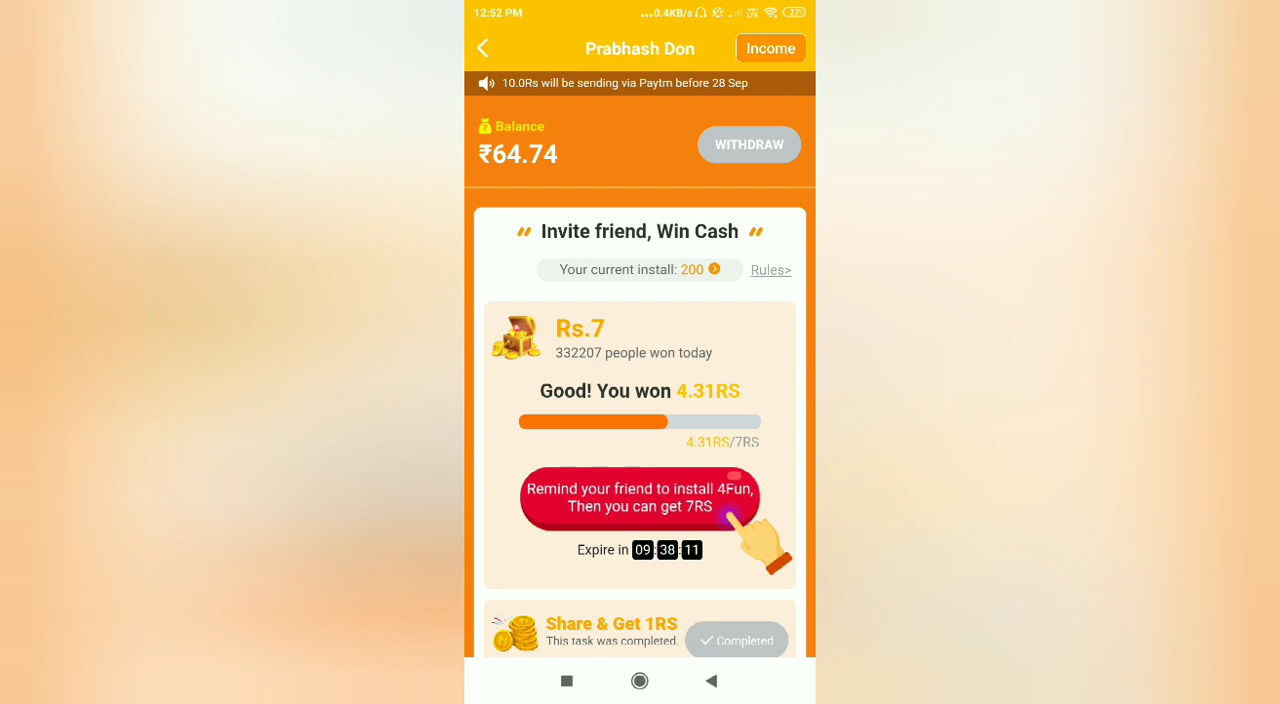 12:52 PM ...0.4KB/s Vo LTE 27
Prabhash Don Income
10.0Rs will be sending via Paytm before 28 Sep
Balance
₹64.74 WITHDRAW
Invite friend, Win Cash
Your current install: 200 Rules>
Rs.7
332207 people won today
Good! You won 4.31RS
4.31RS/7RS
Remind your friend to install 4Fun,
Then you can get 7RS
Expire in 09:38:11
Share & Get 1RS
This task was completed. Completed